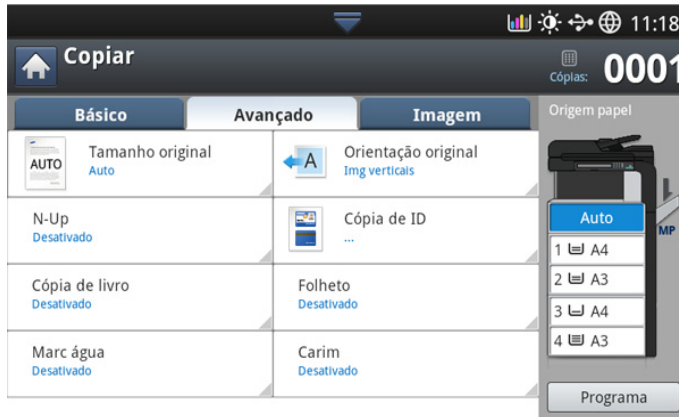 11:18
Copiar
Cópias: 0001
Básico
Avançado
Imagem
Origem papel
AUTO
Tamanho original
Auto
A
Orientação original
Img verticais
N-Up
Desativado
Cópia de ID
...
Auto
MP
1 A4
2 A3
3 A4
4 A3
Cópia de livro
Desativado
Folheto
Desativado
Marc água
Desativado
Carim
Desativado
Programa